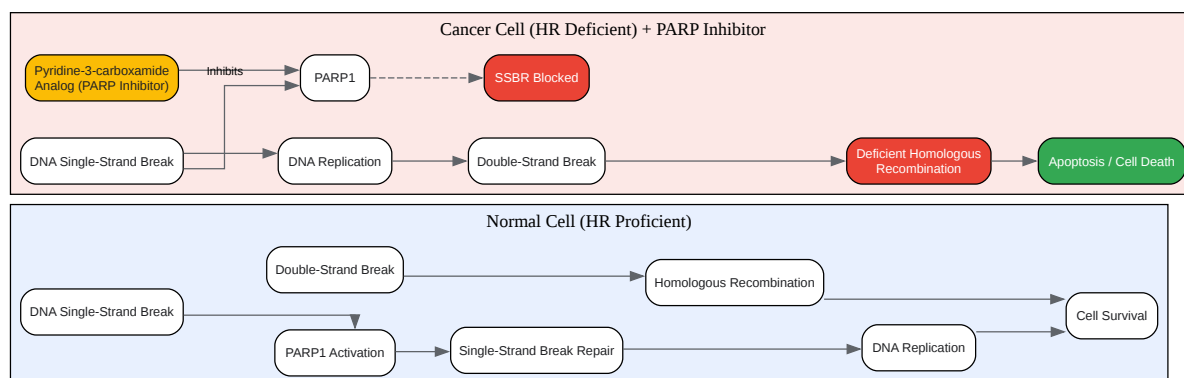 Cancer Cell (HR Deficient) + PARP Inhibitor
Pyridine-3-carboxamide
Analog (PARP Inhibitor)
Inhibits
PARP1
SSBR Blocked
DNA Single-Strand Break
DNA Replication
Double-Strand Break
Deficient Homologous
Recombination
Apoptosis / Cell Death
Normal Cell (HR Proficient)
Double-Strand Break
Homologous Recombination
DNA Single-Strand Break
Cell Survival
PARP1 Activation
Single-Strand Break Repair
DNA Replication